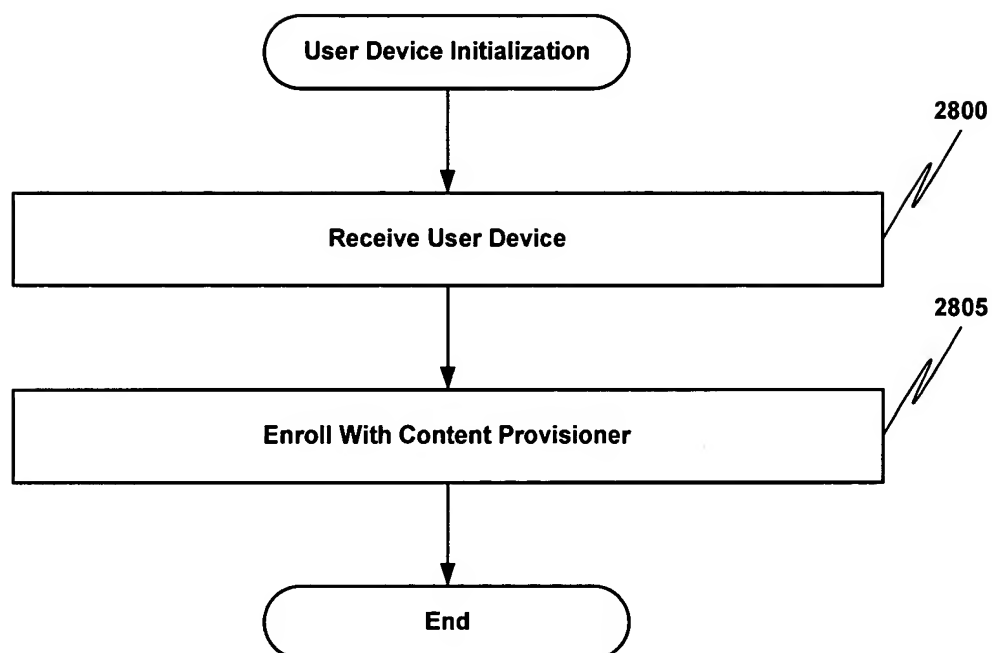 User Device Initialization
2800
Receive User Device
2805
Enroll With Content Provisioner
End